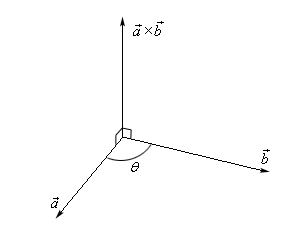 a⃗ × b⃗
b⃗
θ
a⃗